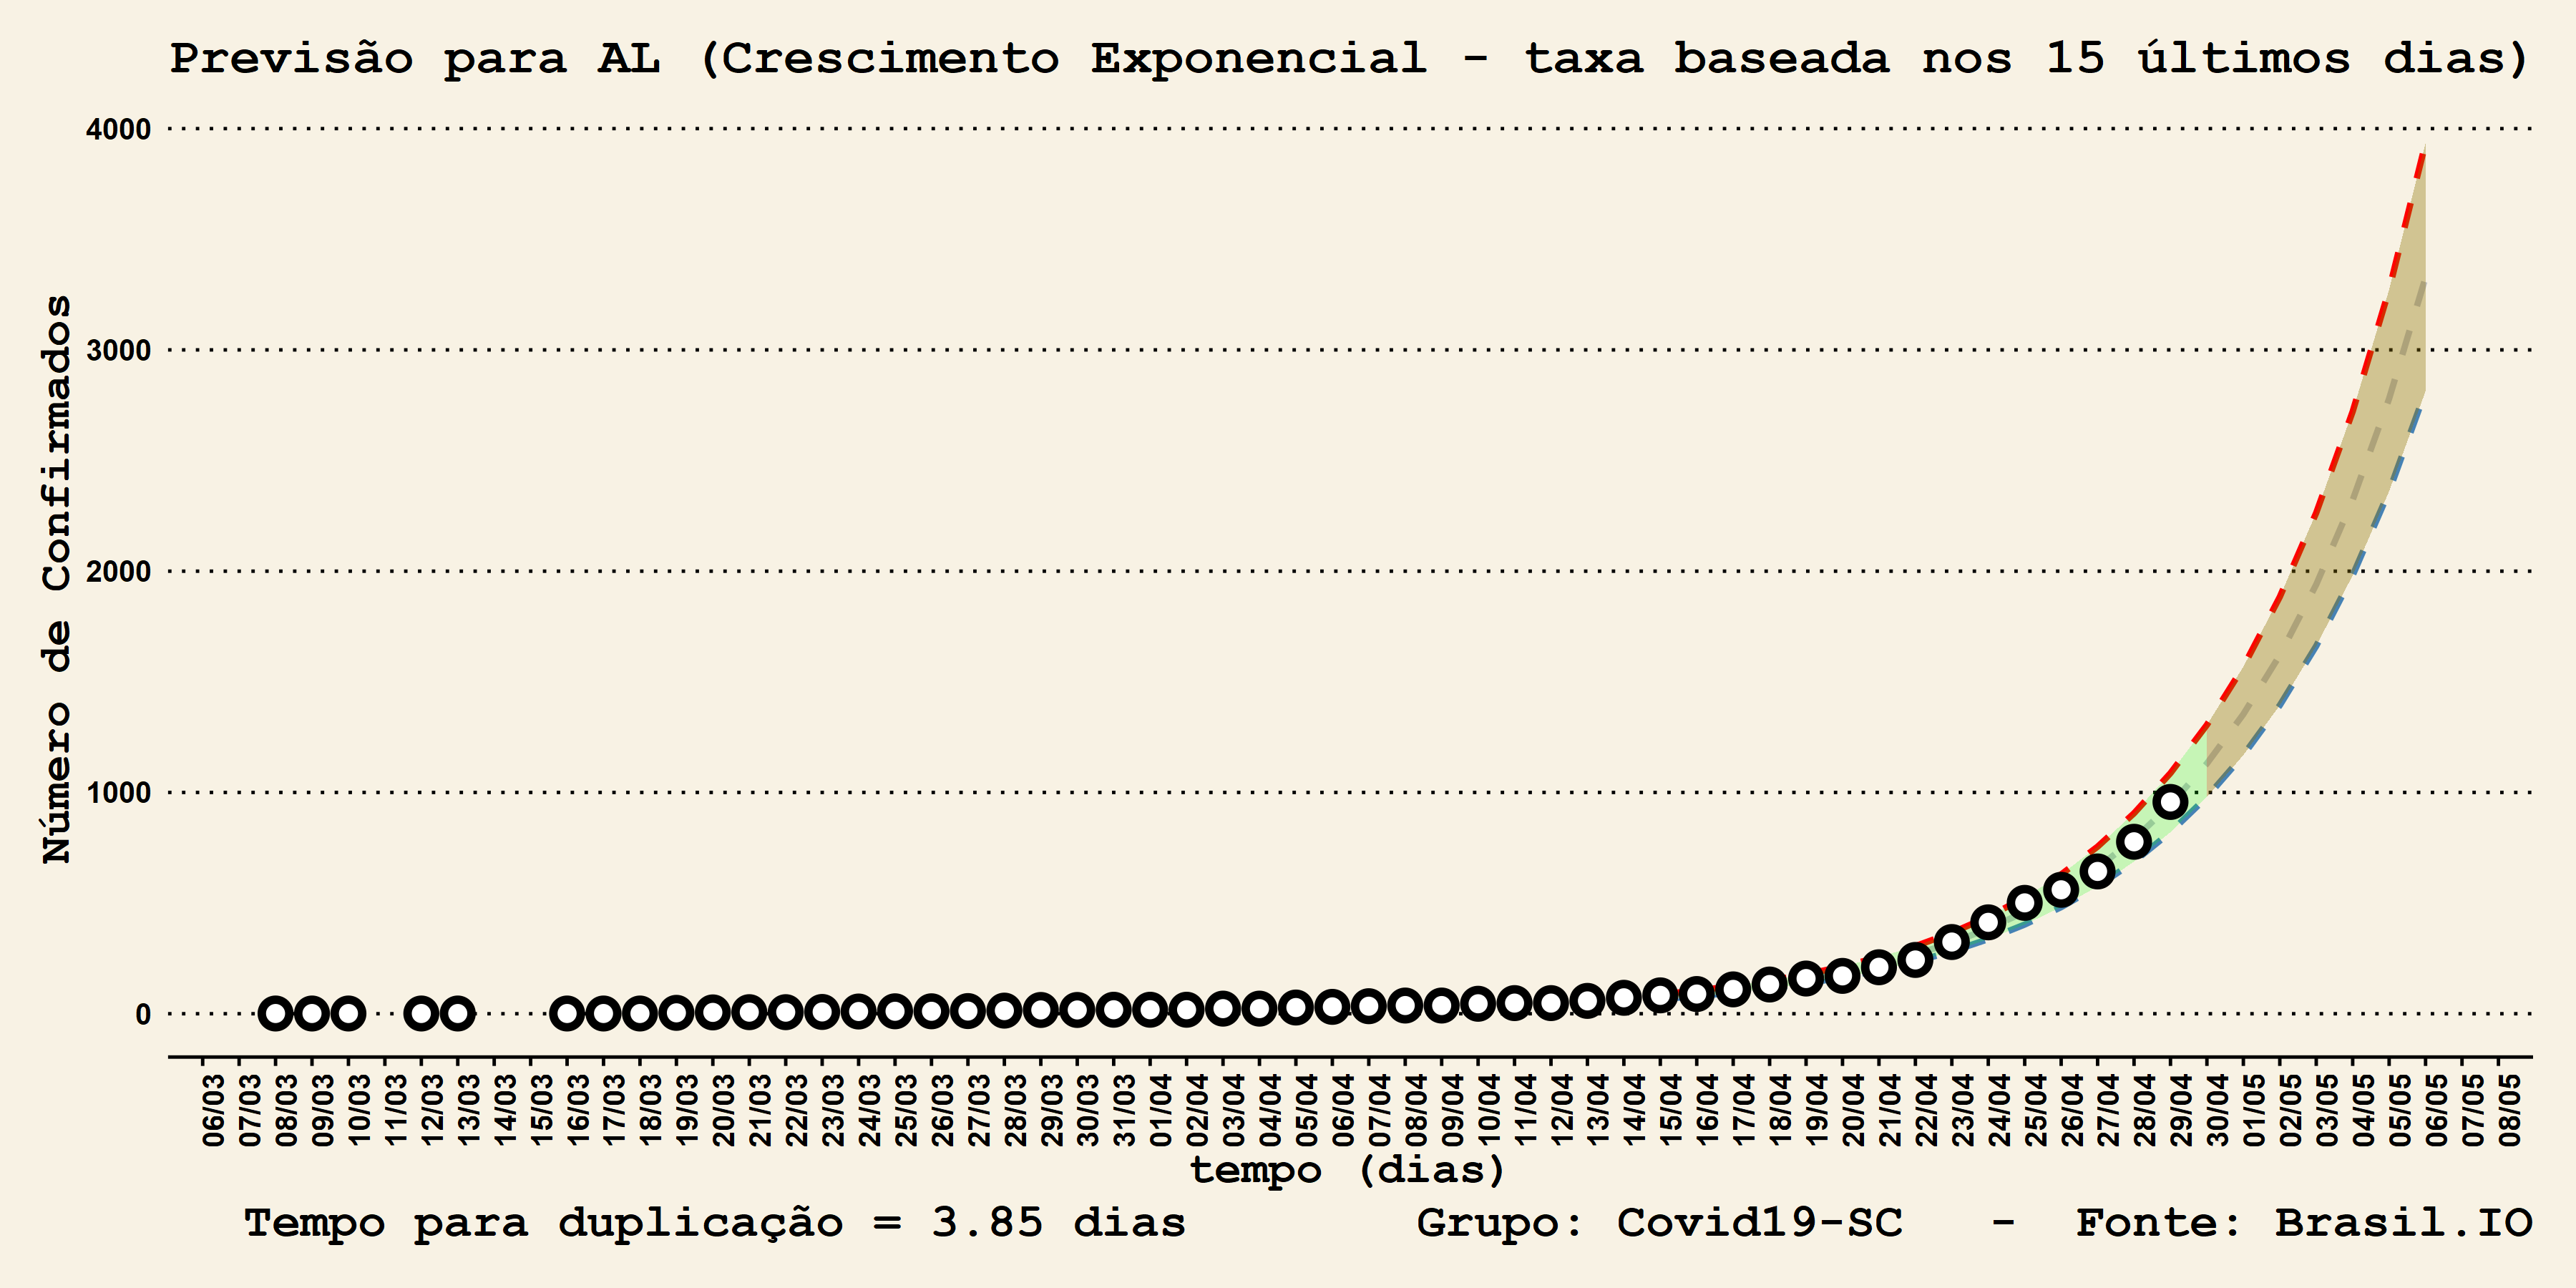 Previsão para AL (Crescimento Exponencial - taxa baseada nos 15 últimos dias)
Número de Confirmados
4000
3000
2000
1000
0
06/03 07/03 08/03 09/03 10/03 11/03 12/03 13/03 14/03 15/03 16/03 17/03 18/03 19/03 20/03 21/03 22/03 23/03 24/03 25/03 26/03 27/03 28/03 29/03 30/03 31/03 01/04 02/04 03/04 04/04 05/04 06/04 07/04 08/04 09/04 10/04 11/04 12/04 13/04 14/04 15/04 16/04 17/04 18/04 19/04 20/04 21/04 22/04 23/04 24/04 25/04 26/04 27/04 28/04 29/04 30/04 01/05 02/05 03/05 04/05 05/05 06/05 07/05 08/05
tempo (dias)
Tempo para duplicação = 3.85 dias Grupo: Covid19-SC - Fonte: Brasil.IO